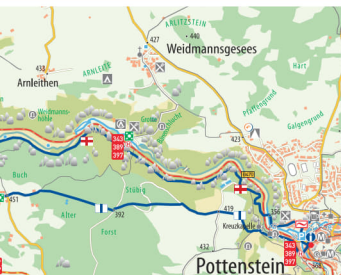 ARLITZSTEIN
427
440
Weidmannsgesees
438
ARNLEITE
Arnleithen
Hart
Pfaffengrund
Galgengrund
Weidmanns-
höhle
343
389
397
423
B470
Buch
451
Stübig
Alter
392
Forst
419
356
Kreuzkapelle
432
P
M
Pottenstein
343
389
397
368